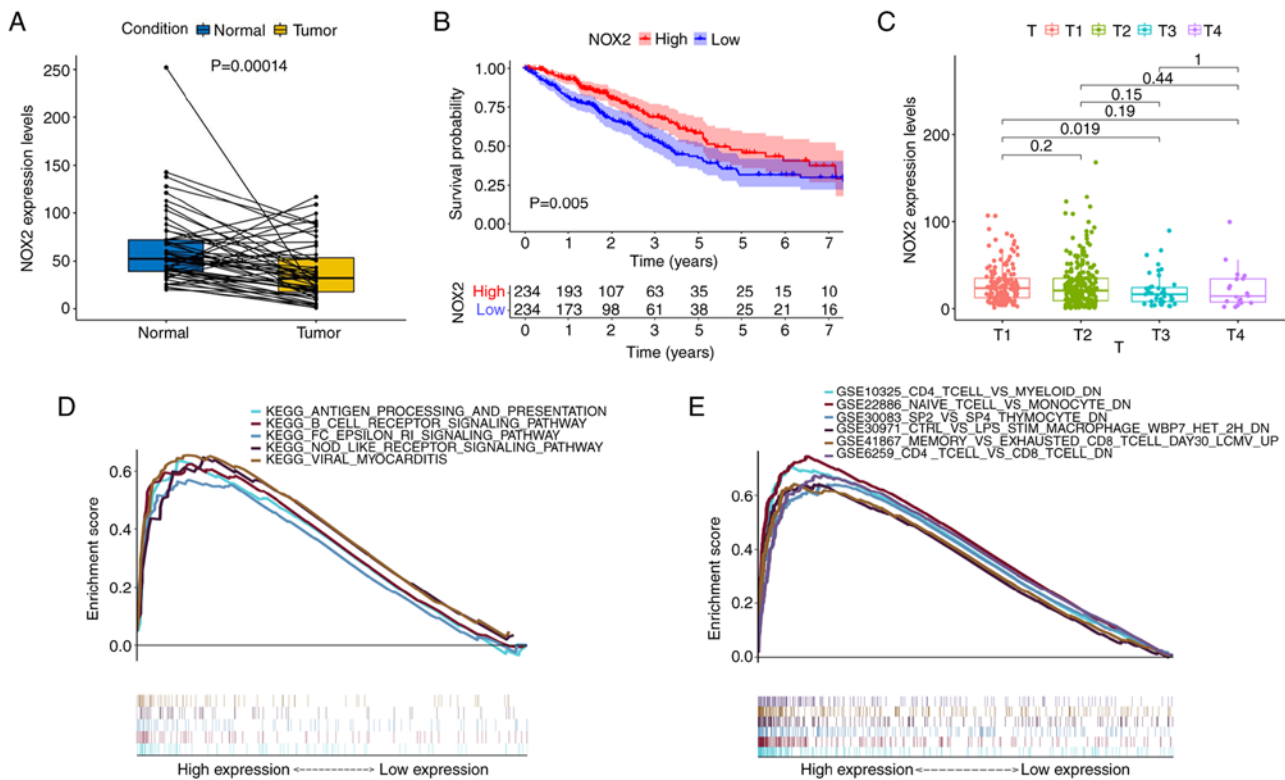 A
Condition Normal Tumor
P=0.00014
NOX2 expression levels
250
200
150
100
50
0
Normal Tumor
B
NOX2 High Low
Survival probability
1.00
0.75
0.50
0.25
0.00
P=0.005
0 1 2 3 5 5 6 7
Time (years)
NOX2
High 234 193 107 63 35 25 15 10
Low 234 173 98 61 38 25 21 16
0 1 2 3 5 5 6 7
Time (years)
C
T T1 T2 T3 T4
NOX2 expression levels
200
100
0
1
0.44
0.15
0.19
0.019
0.2
T1 T2 T3 T4
T
D
KEGG_ANTIGEN_PROCESSING_AND_PRESENTATION
KEGG_B_CELL_RECEPTOR_SIGNALING_PATHWAY
KEGG_FC_EPSILON_RI_SIGNALING_PATHWAY
KEGG_NOD_LIKE_RECEPTOR_SIGNALING_PATHWAY
KEGG_VIRAL_MYOCARDITIS
Enrichment score
0.6
0.4
0.2
0.0
High expression <-----------> Low expression
E
GSE10325_CD4_TCELL_VS_MYELOID_DN
GSE22886_NAIVE_TCELL_VS_MONOCYTE_DN
GSE30083_SP2_VS_SP4_THYMOCYTE_DN
GSE30971_CTRL_VS_LPS_STIM_MACROPHAGE_WBP7_HET_2H_DN
GSE41867_MEMORY_VS_EXHAUSTED_CD8_TCELL_DAY30_LCMV_UP
GSE6259_CD4_TCELL_VS_CD8_TCELL_DN
Enrichment score
0.6
0.4
0.2
0.0
High expression <-----------> Low expression